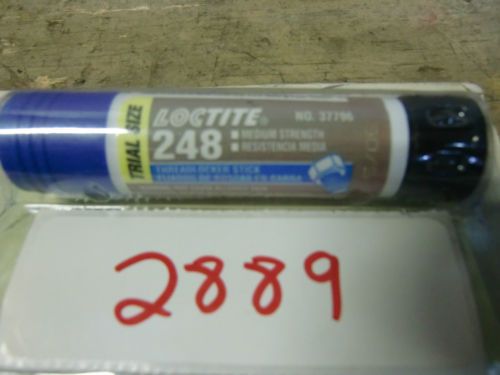 TRIAL SIZE
LOCTITE® NO. 37796
248 ■ MEDIUM STRENGTH
■ RESISTENCIA MEDIA
THREADLOCKER STICK
2889